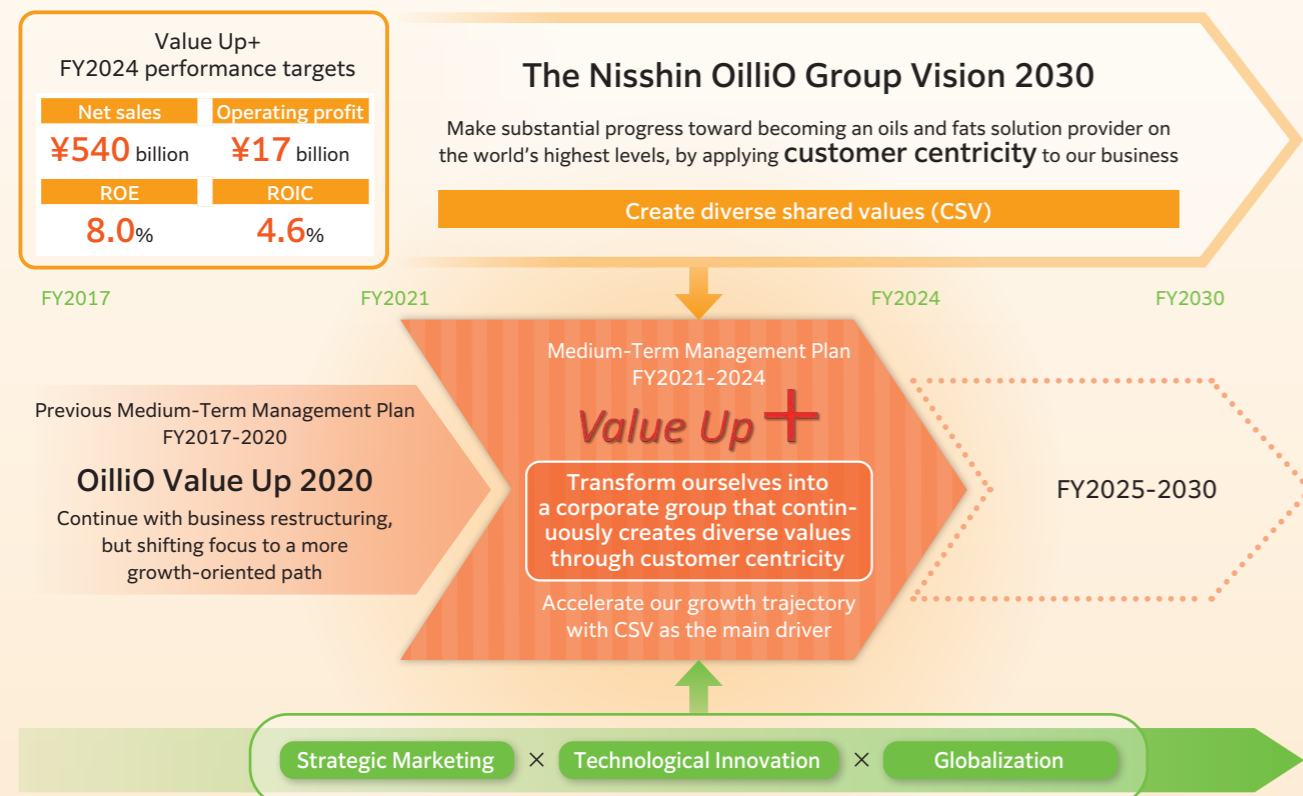 Value Up+
FY2024 performance targets
Net sales
Operating profit
¥540 billion
¥17 billion
ROE
ROIC
8.0%
4.6%
The Nisshin OilliO Group Vision 2030
Make substantial progress toward becoming an oils and fats solution provider on
the world's highest levels, by applying customer centricity to our business
Create diverse shared values (CSV)
FY2017
FY2021
FY2024
FY2030
Previous Medium-Term Management Plan
FY2017-2020
OilliO Value Up 2020
Continue with business restructuring,
but shifting focus to a more
growth-oriented path
Medium-Term Management Plan
FY2021-2024
Value Up+
Transform ourselves into
a corporate group that contin-
uously creates diverse values
through customer centricity
Accelerate our growth trajectory
with CSV as the main driver
FY2025-2030
Strategic Marketing × Technological Innovation × Globalization